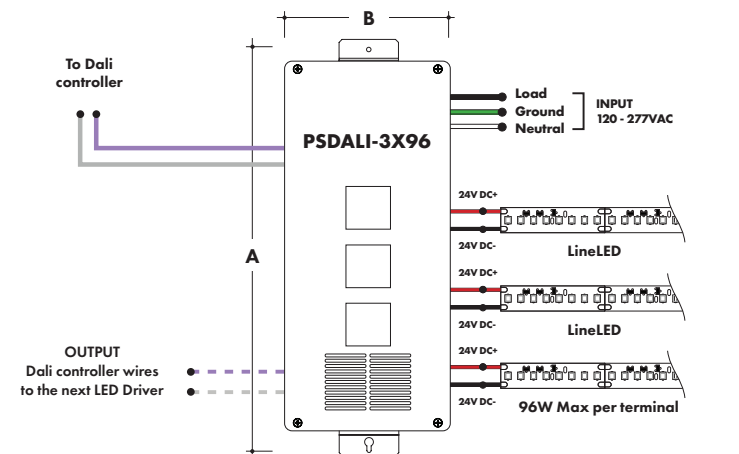 B
To Dali
controller
Load
Ground
Neutral
INPUT
120 - 277VAC
PSDALI-3X96
24V DC+
24V DC-
LineLED
A
24V DC+
24V DC-
LineLED
OUTPUT
Dali controller wires
to the next LED Driver
24V DC+
24V DC-
96W Max per terminal